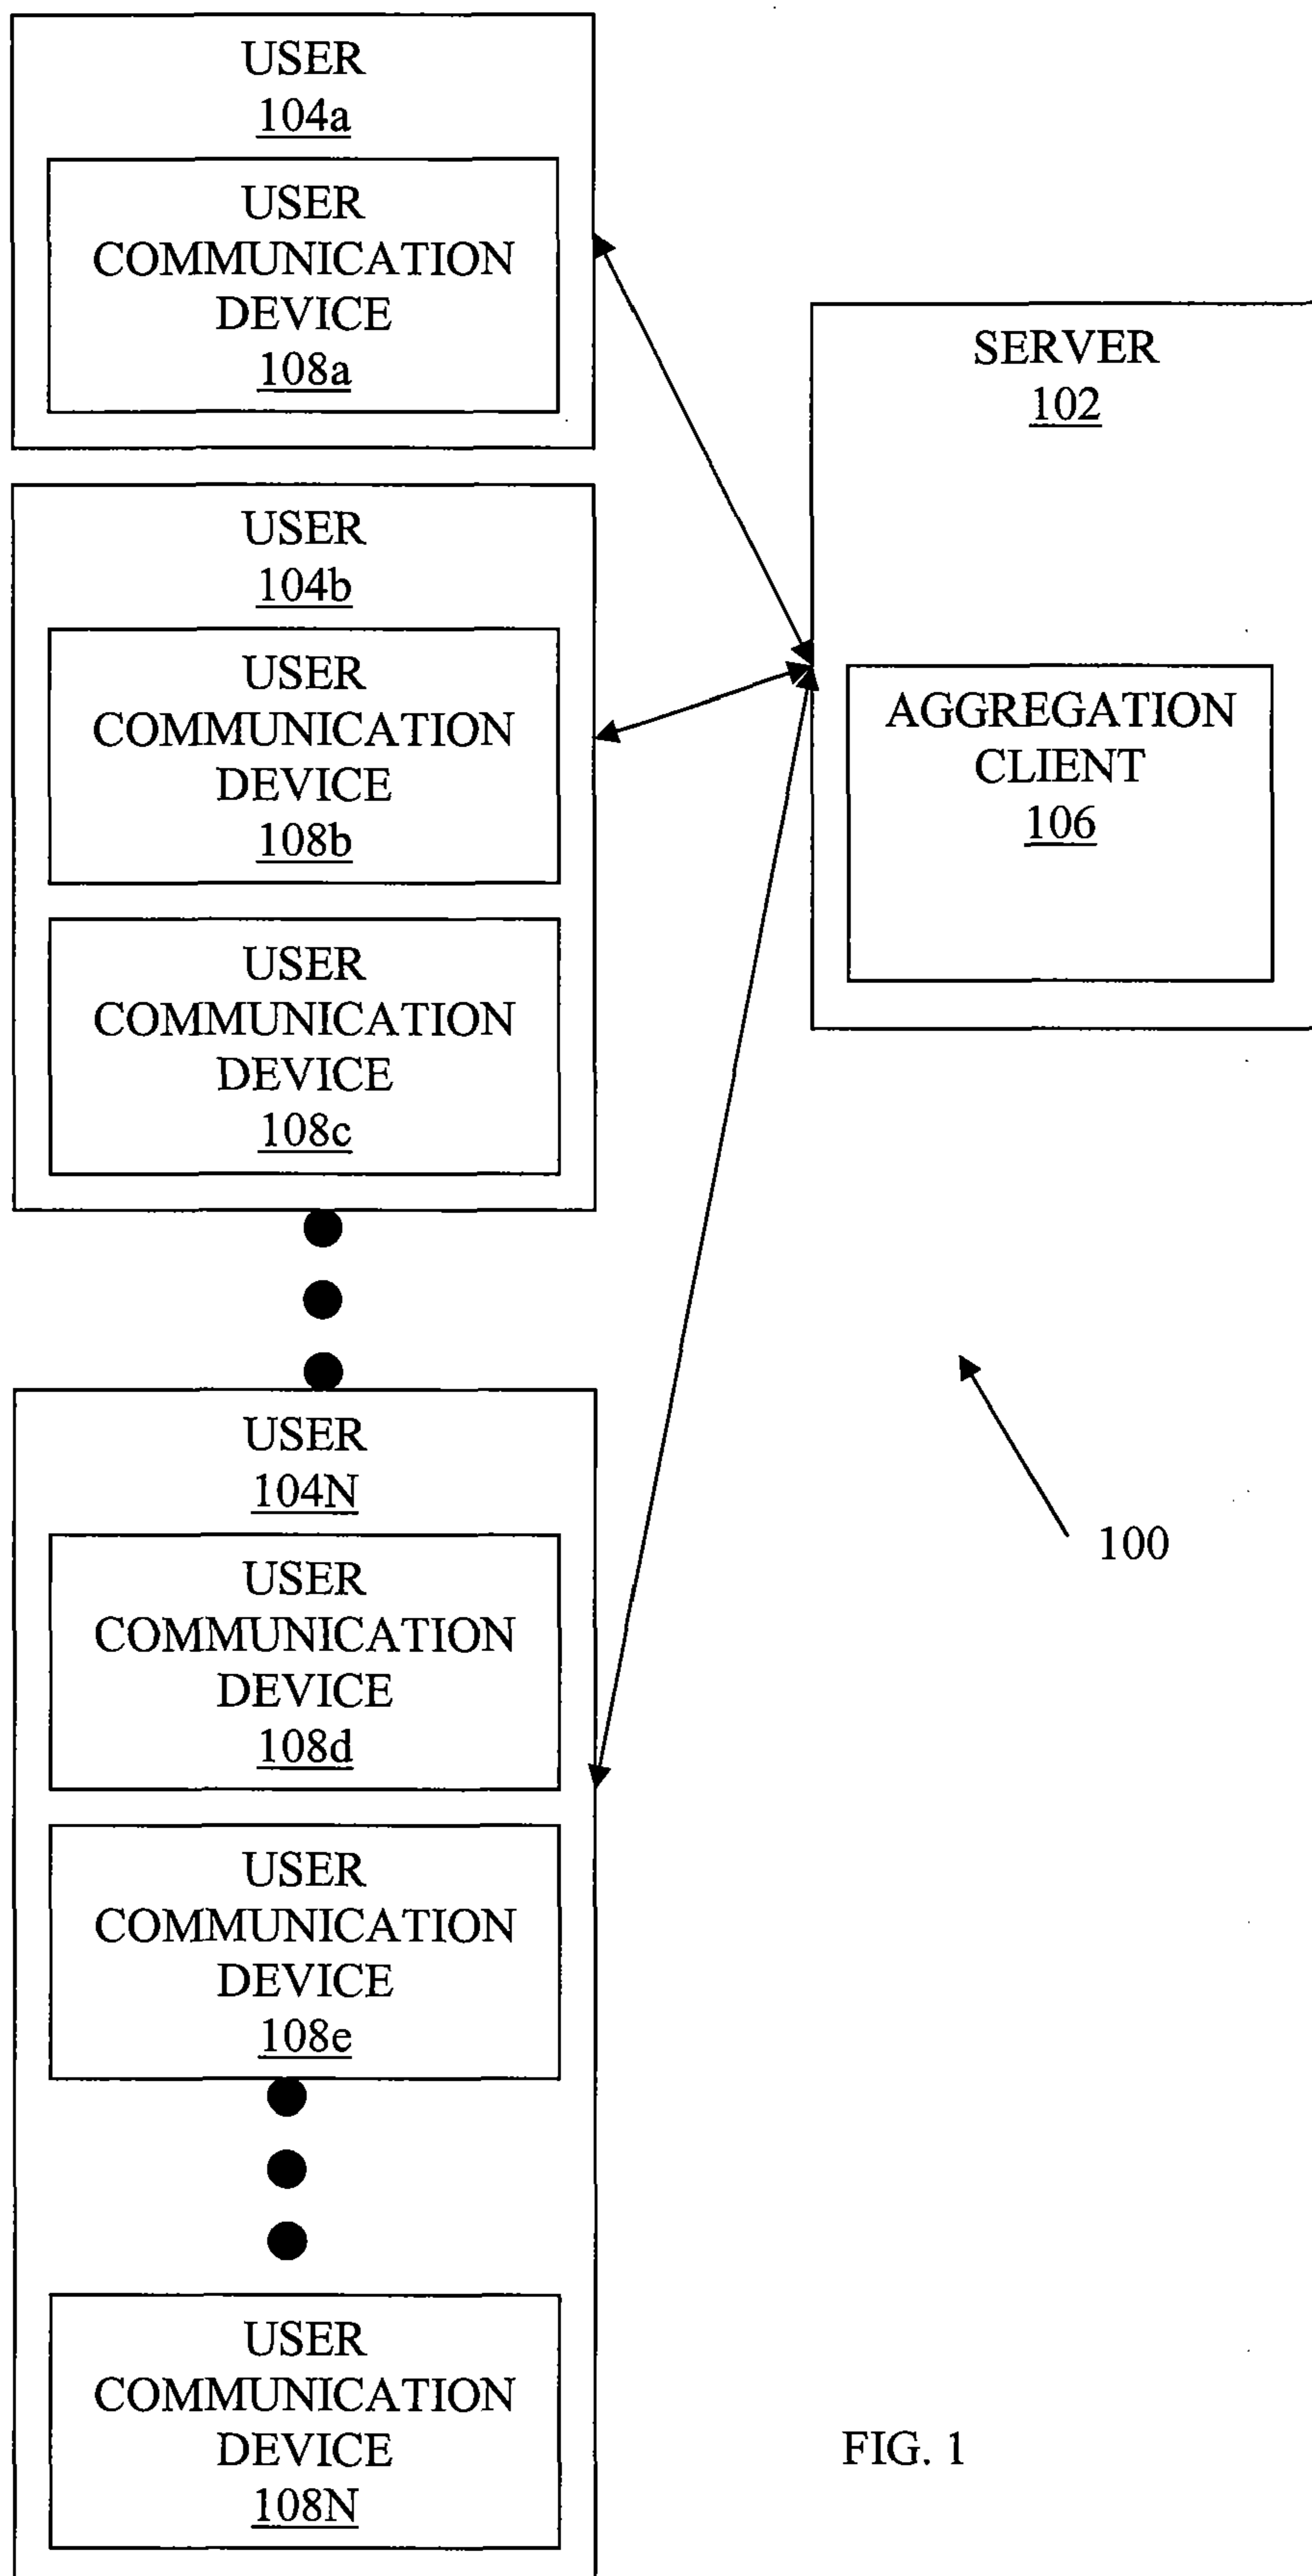 USER
104a
USER
COMMUNICATION
DEVICE
108a
USER
104b
USER
COMMUNICATION
DEVICE
108b
USER
COMMUNICATION
DEVICE
108c
USER
104N
USER
COMMUNICATION
DEVICE
108d
USER
COMMUNICATION
DEVICE
108e
USER
COMMUNICATION
DEVICE
108N
SERVER
102
AGGREGATION
CLIENT
106
100
FIG. 1